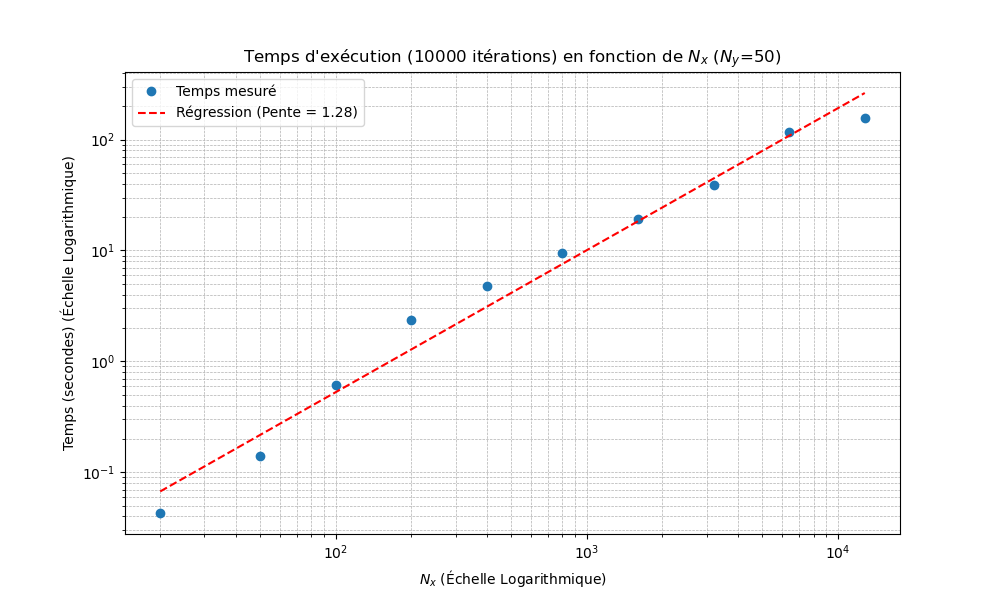 Temps d'exécution (10000 itérations) en fonction de $N_x$ ($N_y$=50)
Temps mesuré
Régression (Pente = 1.28)
Temps (secondes) (Échelle Logarithmique)
10²
10¹
10⁰
10⁻¹
10² 10³ 10⁴
$N_x$ (Échelle Logarithmique)